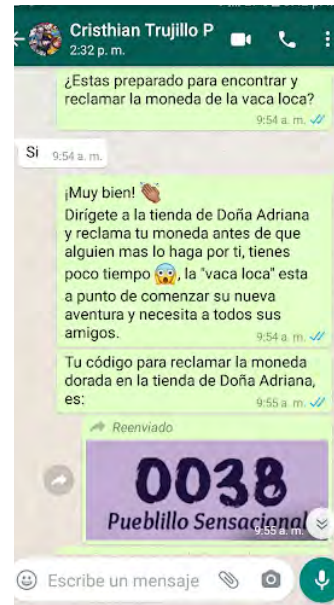 Cristhian Trujillo P
2:32 p. m.
¿Estas preparado para encontrar y
reclamar la moneda de la vaca loca?
9:54 a. m.
Si 9:54 a. m.
¡Muy bien!
Dirígete a la tienda de Doña Adriana
y reclama tu moneda antes de que
alguien mas lo haga por ti, tienes
poco tiempo 😱, la "vaca loca" esta
a punto de comenzar su nueva
aventura y necesita a todos sus
amigos. 9:54 a. m.
Tu código para reclamar la moneda
dorada en la tienda de Doña Adriana,
es: 9:55 a. m.
Reenviado
0038
Pueblillo Sensacional
9:55 a. m.
Escribe un mensaje